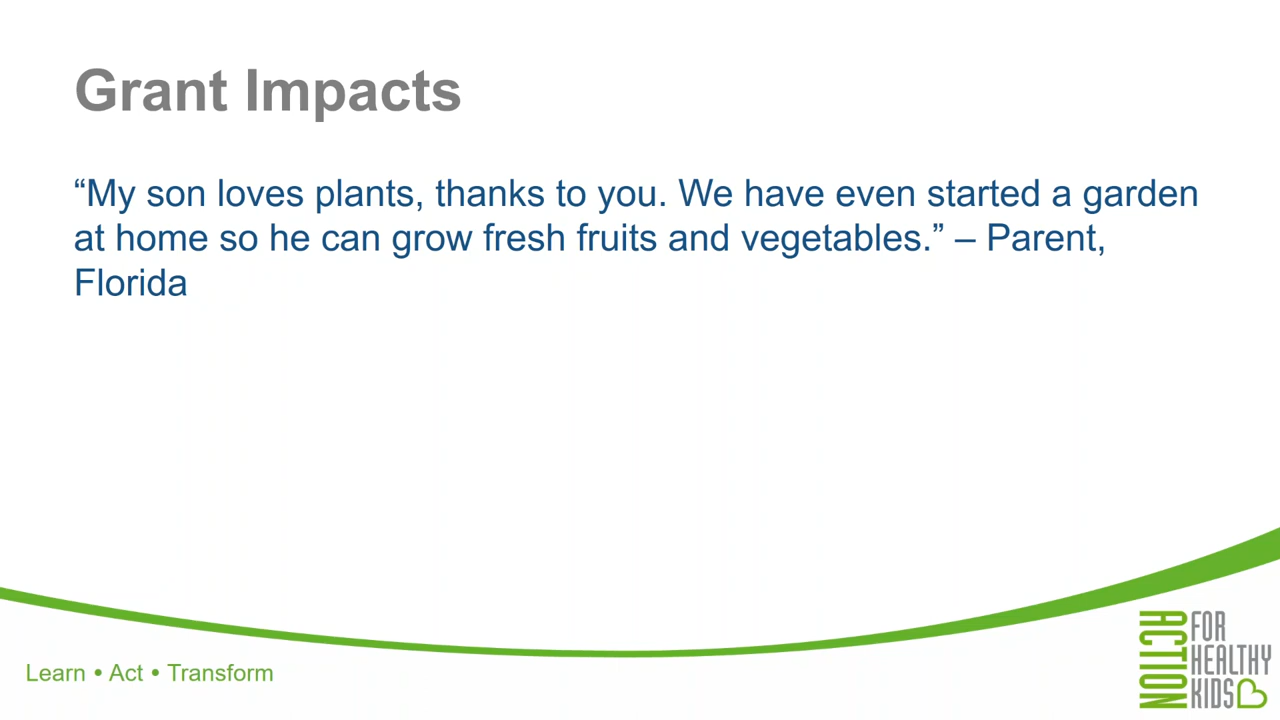 Grant Impacts
“My son loves plants, thanks to you. We have even started a garden
at home so he can grow fresh fruits and vegetables.” – Parent,
Florida
Learn • Act • Transform
ACTION
FOR
HEALTHY
KIDS